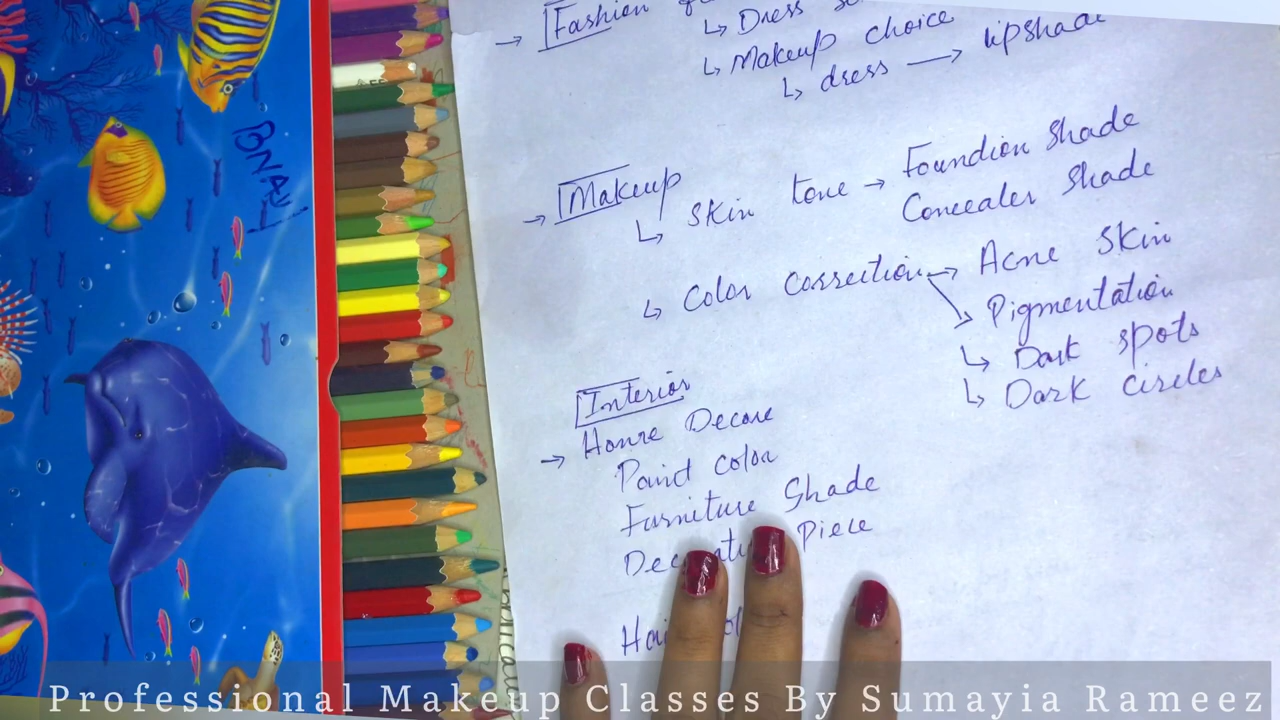 → Fashion
↳ Dress
↳ Makeup choice
↳ dress → lipshade
→ Makeup
↳ Skin tone → Foundion Shade
Concealer Shade
↳ Color correction → Acne Skin
Pigmentation
↳ Dark spots
↳ Dark circles
Interior
→ Home Decore
Paint color
Furniture Shade
Piece
Professional Makeup Classes By Sumayia Rameez